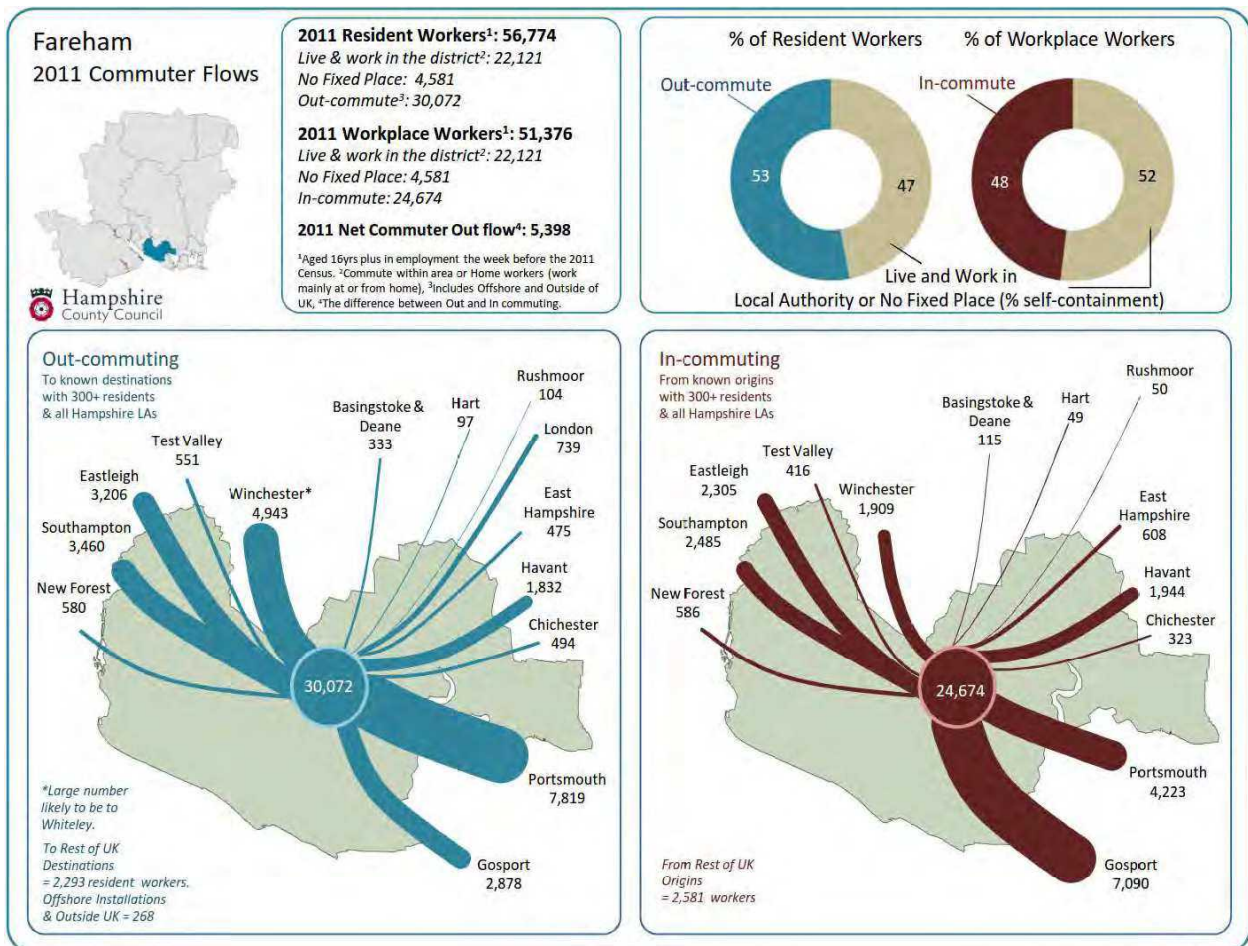 Fareham
2011 Commuter Flows
Hampshire
County Council
2011 Resident Workers¹: 56,774
Live & work in the district²: 22,121
No Fixed Place: 4,581
Out-commute³: 30,072
2011 Workplace Workers¹: 51,376
Live & work in the district²: 22,121
No Fixed Place: 4,581
In-commute: 24,674
2011 Net Commuter Out flow⁴: 5,398
¹Aged 16yrs plus in employment the week before the 2011
Census. ²Commute within area or Home workers (work
mainly at or from home), ³Includes Offshore and Outside of
UK, ⁴The difference between Out and In commuting.
% of Resident Workers
Out-commute
53
47
% of Workplace Workers
In-commute
48
52
Live and Work in
Local Authority or No Fixed Place (% self-containment)
Out-commuting
To known destinations
with 300+ residents
& all Hampshire LAs
Rushmoor
104
Hart
97
Basingstoke &
Deane
333
London
739
Test Valley
551
Eastleigh
3,206
Winchester*
4,943
East
Hampshire
475
Southampton
3,460
Havant
1,832
New Forest
580
Chichester
494
30,072
Portsmouth
7,819
Gosport
2,878
*Large number
likely to be to
Whiteley.
To Rest of UK
Destinations
= 2,293 resident workers.
Offshore Installations
& Outside UK = 268
In-commuting
From known origins
with 300+ residents
& all Hampshire LAs
Rushmoor
50
Hart
49
Basingstoke &
Deane
115
Test Valley
416
Eastleigh
2,305
Winchester
1,909
East
Hampshire
608
Southampton
2,485
Havant
1,944
New Forest
586
Chichester
323
24,674
Portsmouth
4,223
Gosport
7,090
From Rest of UK
Origins
= 2,581 workers